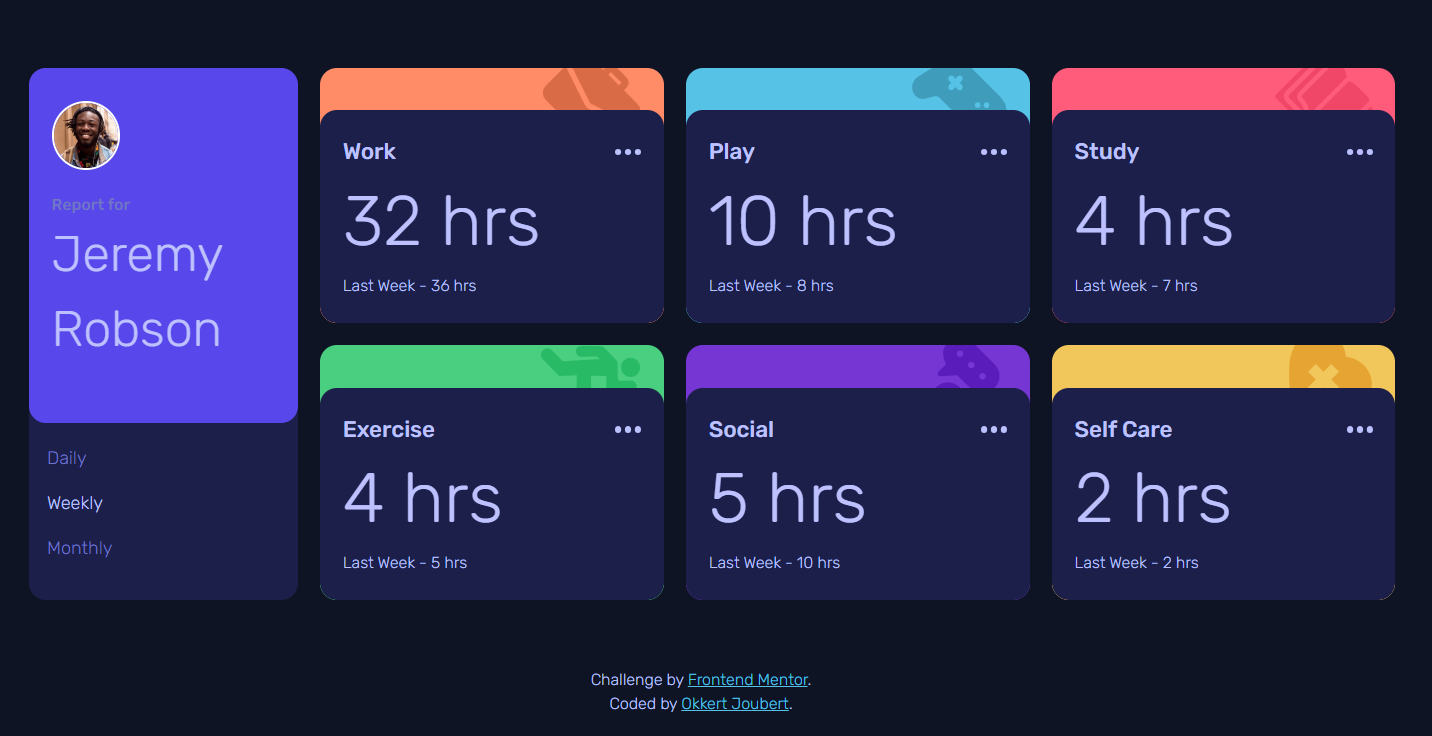 Report for
Jeremy
Robson
Daily
Weekly
Monthly
Work
32 hrs
Last Week - 36 hrs
Play
10 hrs
Last Week - 8 hrs
Study
4 hrs
Last Week - 7 hrs
Exercise
4 hrs
Last Week - 5 hrs
Social
5 hrs
Last Week - 10 hrs
Self Care
2 hrs
Last Week - 2 hrs
Challenge by Frontend Mentor.
Coded by Okkert Joubert.